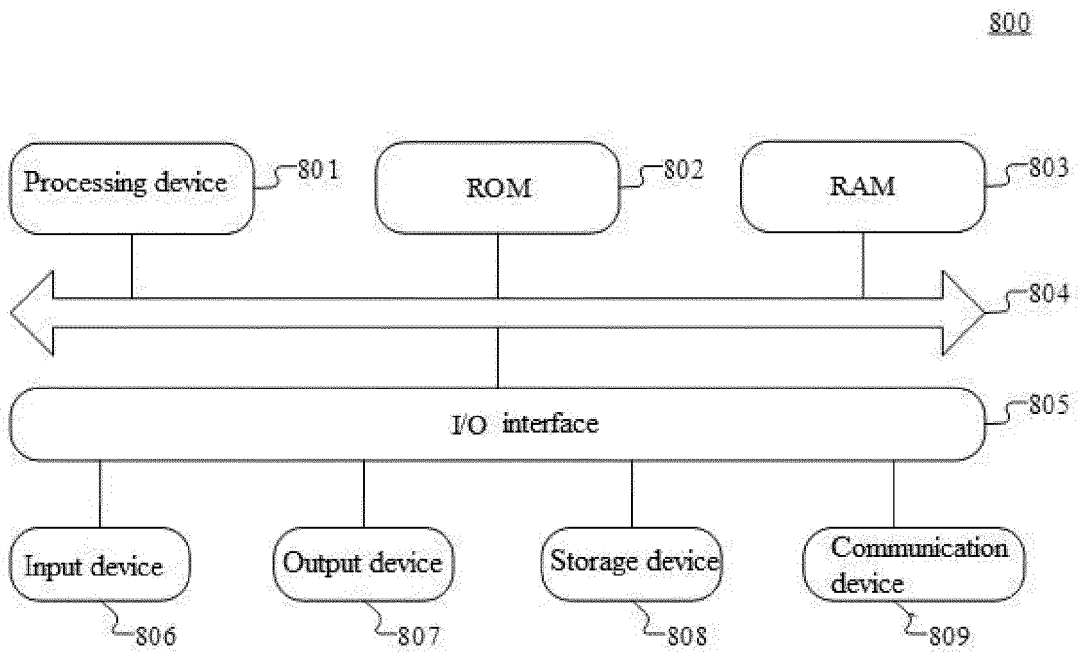 800
Processing device
801
ROM
802
RAM
803
804
I/O interface
805
Input device
Output device
Storage device
Communication
device
806
807
808
809